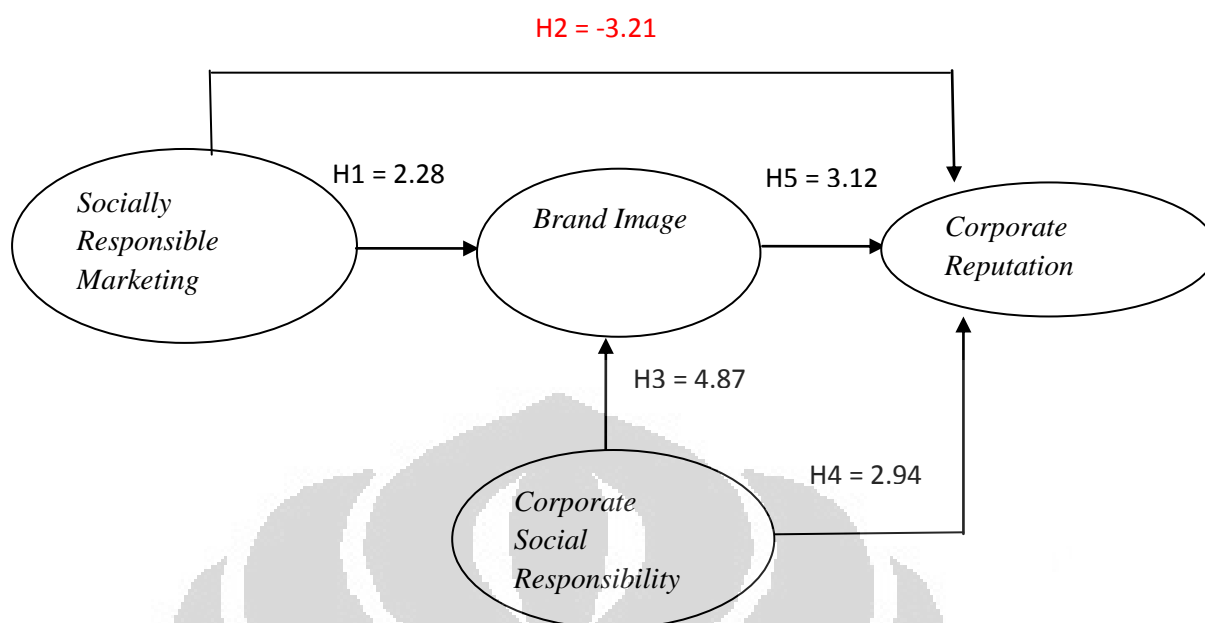 H2 = -3.21
H1 = 2.28
H5 = 3.12
Socially
Responsible
Marketing
Brand Image
Corporate
Reputation
H3 = 4.87
H4 = 2.94
Corporate
Social
Responsibility